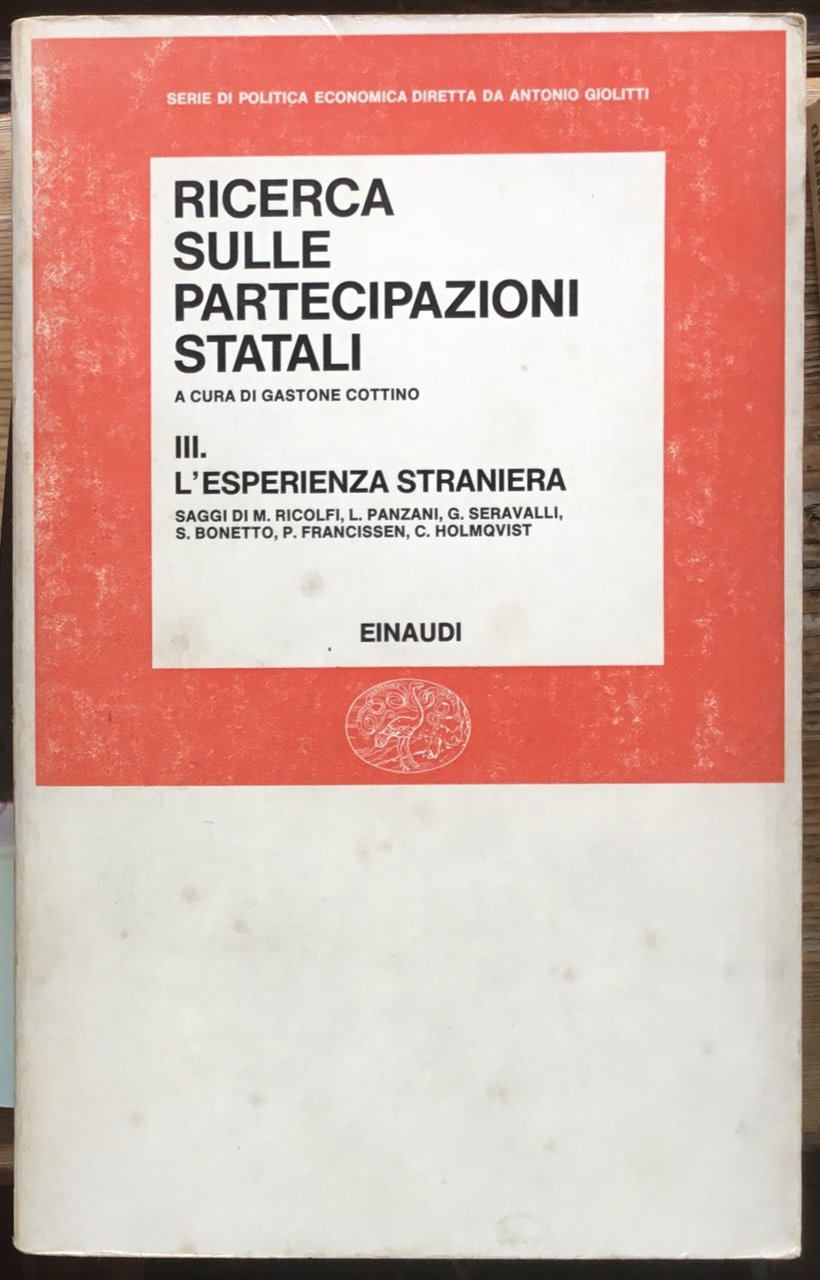 SERIE DI POLITICA ECONOMICA DIRETTA DA ANTONIO GIOLITTI
RICERCA
SULLE
PARTECIPAZIONI
STATALI
A CURA DI GASTONE COTTINO
III.
L'ESPERIENZA STRANIERA
SAGGI DI M. RICOLFI, L. PANZANI, G. SERAVALLI,
S. BONETTO, P. FRANCISSEN, C. HOLMQVIST
EINAUDI